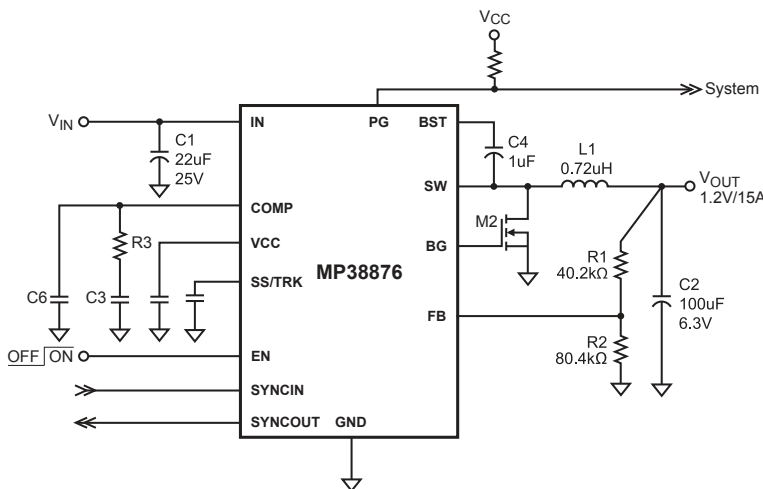 VCC
System
VIN
IN
PG
BST
C1
22uF
25V
C4
1uF
L1
0.72uH
SW
VOUT
1.2V/15A
COMP
R3
VCC
M2
BG
MP38876
SS/TRK
R1
40.2kΩ
C6
C3
C2
100uF
6.3V
FB
R2
80.4kΩ
OFF ON
EN
SYNCIN
SYNCOUT
GND